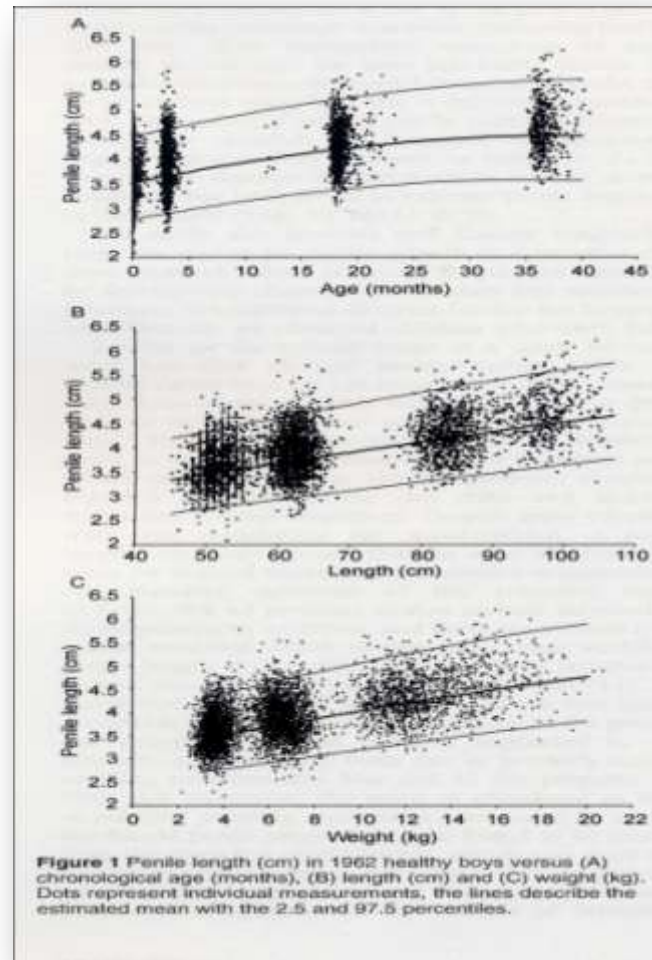 A
6.5
6
5.5
5
4.5
4
3.5
3
2.5
2
Penile length (cm)
0 5 10 15 20 25 30 35 40 45
Age (months)
B
6.5
6
5.5
5
4.5
4
3.5
3
2.5
2
Penile length (cm)
40 50 60 70 80 90 100 110
Length (cm)
C
6.5
6
5.5
5
4.5
4
3.5
3
2.5
2
Penile length (cm)
0 2 4 6 8 10 12 14 16 18 20 22
Weight (kg)
Figure 1 Penile length (cm) in 1962 healthy boys versus (A)
chronological age (months), (B) length (cm) and (C) weight (kg).
Dots represent individual measurements, the lines describe the
estimated mean with the 2.5 and 97.5 percentiles.